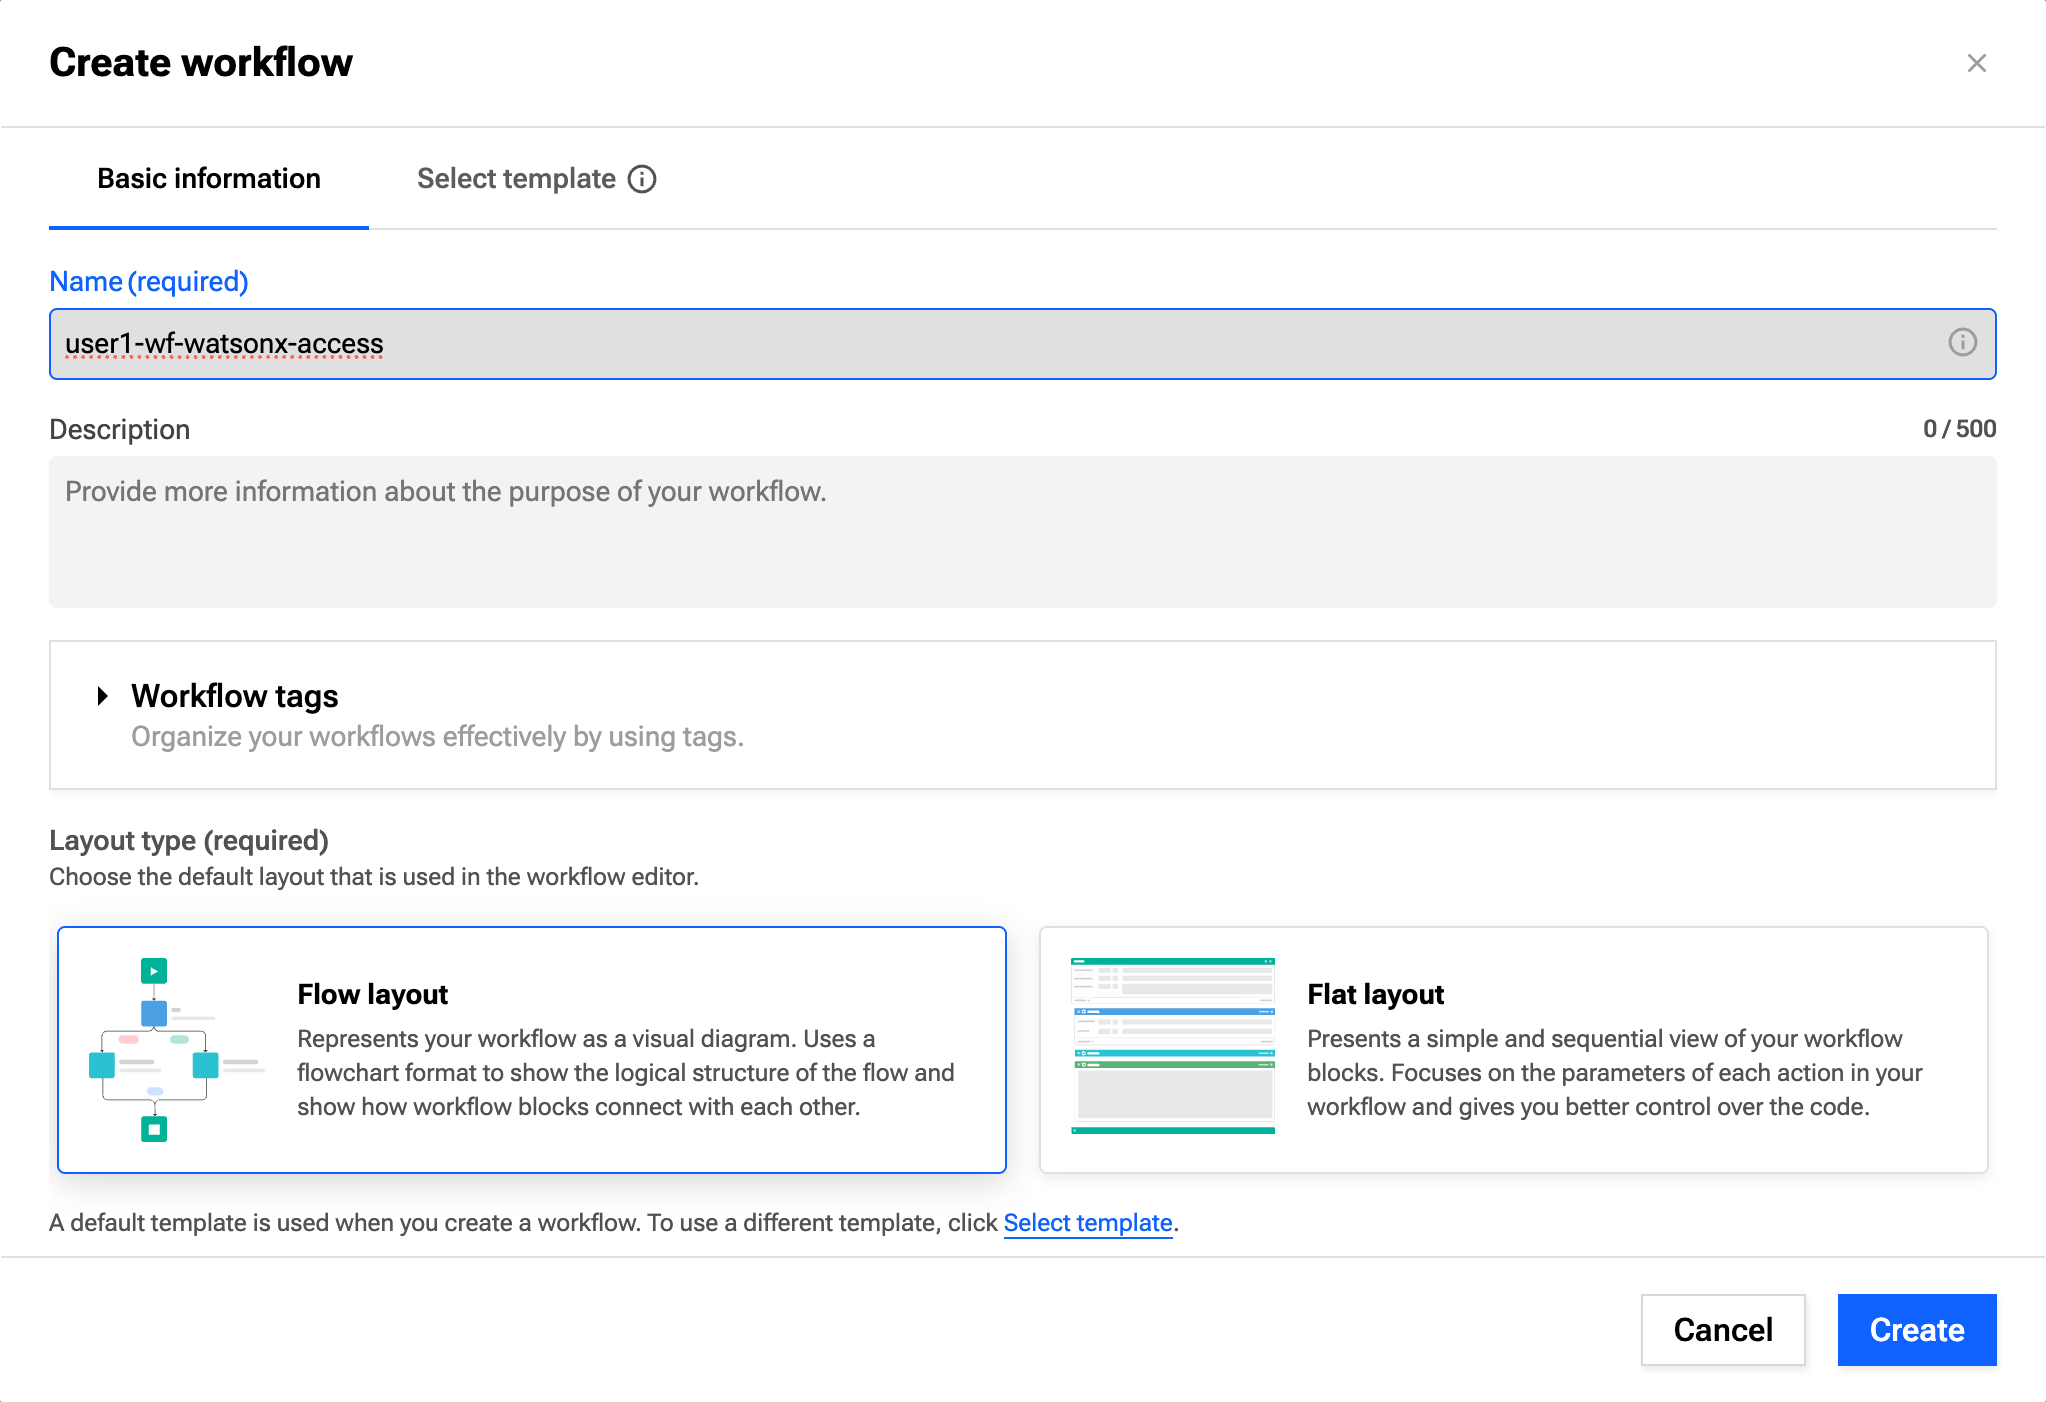 Create workflow
Basic information
Select template
Name (required)
user1-wf-watsonx-access
Description
0 / 500
Provide more information about the purpose of your workflow.
Workflow tags
Organize your workflows effectively by using tags.
Layout type (required)
Choose the default layout that is used in the workflow editor.
Flow layout
Represents your workflow as a visual diagram. Uses a
flowchart format to show the logical structure of the flow and
show how workflow blocks connect with each other.
Flat layout
Presents a simple and sequential view of your workflow
blocks. Focuses on the parameters of each action in your
workflow and gives you better control over the code.
A default template is used when you create a workflow. To use a different template, click Select template.
Cancel
Create